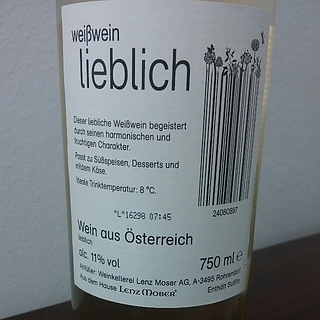 weißwein
lieblich
Dieser liebliche Weißwein begeistert
durch seinen harmonischen und
fruchtigen Charakter.
Passt zu Süßspeisen, Desserts und
mildem Käse.
Ideale Trinktemperatur: 8 °C.
"L"16298 07:45
24080897
Wein aus Österreich
lieblich
alc. 11% vol
750 ml e
Abfüller: Weinkellerei Lenz Moser AG, A-3495 Rohrendorf
Aus dem Hause LENZ MOSER®
Enthält Sulfite